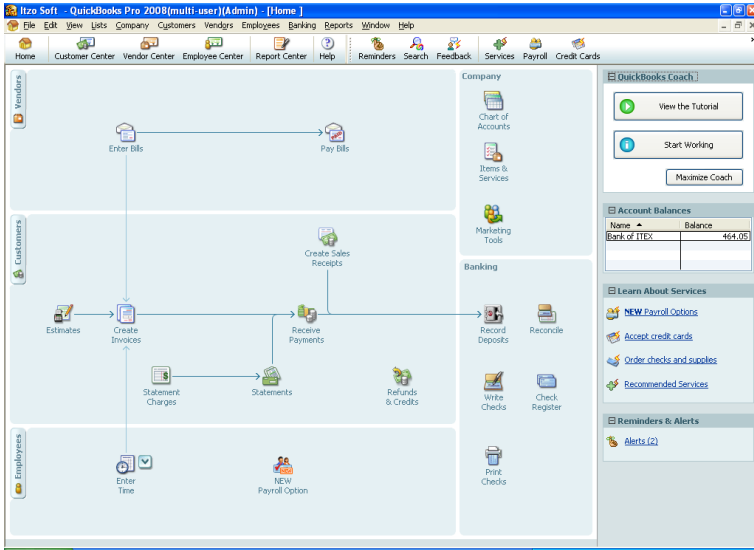 Itzo Soft - QuickBooks Pro 2008(multi-user)(Admin) - [Home ]
File Edit View Lists Company Customers Vendors Employees Banking Reports Window Help
Home Customer Center Vendor Center Employee Center Report Center Help Reminders Search Feedback Services Payroll Credit Cards
Vendors
Enter Bills
Pay Bills
Customers
Create Sales
Receipts
Estimates
Create
Invoices
Receive
Payments
Statement
Charges
Statements
Refunds
& Credits
Employees
Enter
Time
NEW
Payroll Option
Company
Chart of
Accounts
Items &
Services
Marketing
Tools
Banking
Record
Deposits
Reconcile
Write
Checks
Check
Register
Print
Checks
QuickBooks Coach
View the Tutorial
Start Working
Maximize Coach
Account Balances
Name Balance
Bank of ITEX 464.05
Learn About Services
NEW Payroll Options
Accept credit cards
Order checks and supplies
Recommended Services
Reminders & Alerts
Alerts (2)